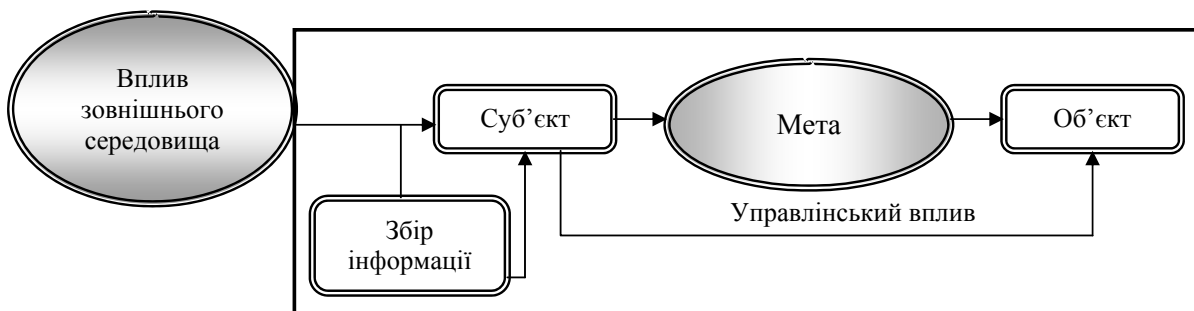 Вплив
зовнішнього
середовища
Суб’єкт
Мета
Об’єкт
Збір
інформації
Управлінський вплив